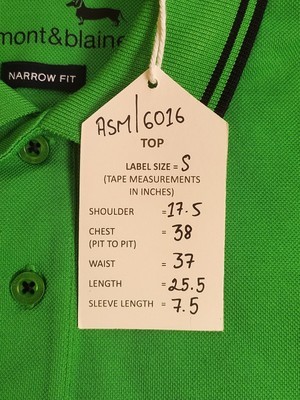 mont&blaine
NARROW FIT
ASM/6016
TOP
LABEL SIZE = S
(TAPE MEASUREMENTS
IN INCHES)
SHOULDER = 17.5
CHEST = 38
(PIT TO PIT)
WAIST = 37
LENGTH = 25.5
SLEEVE LENGTH = 7.5